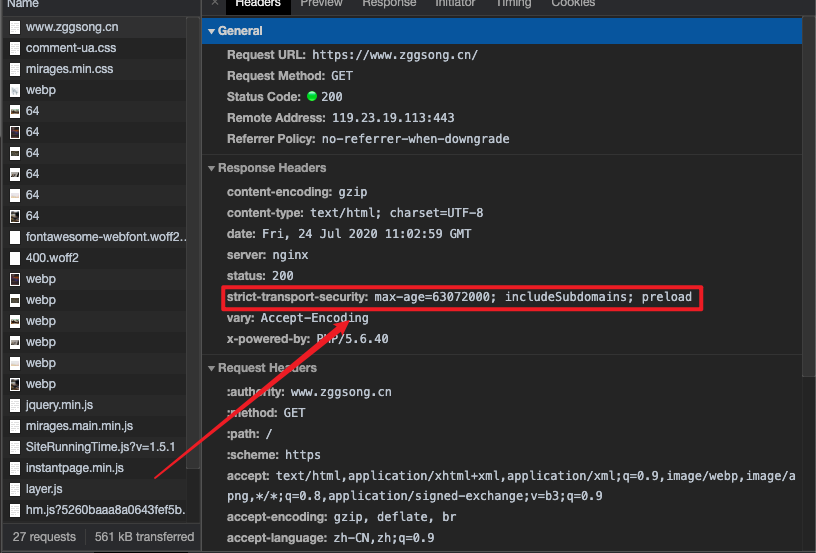 Name
www.zggsong.cn
comment-ua.css
mirages.min.css
webp
64
64
64
64
64
64
fontawesome-webfont.woff2..
400.woff2
webp
webp
webp
webp
webp
webp
jquery.min.js
mirages.main.min.js
SiteRunningTime.js?v=1.5.1
instantpage.min.js
layer.js
hm.js?5260baaa8a0643fef5b..
27 requests
561 kB transferred
× Headers Preview Response Initiator Timing Cookies
General
Request URL: https://www.zggsong.cn/
Request Method: GET
Status Code: 200
Remote Address: 119.23.19.113:443
Referrer Policy: no-referrer-when-downgrade
Response Headers
content-encoding: gzip
content-type: text/html; charset=UTF-8
date: Fri, 24 Jul 2020 11:02:59 GMT
server: nginx
status: 200
strict-transport-security: max-age=63072000; includeSubdomains; preload
vary: Accept-Encoding
x-powered-by: PHP/5.6.40
Request Headers
:authority: www.zggsong.cn
:method: GET
:path: /
:scheme: https
accept: text/html,application/xhtml+xml,application/xml;q=0.9,image/webp,image/a
png,*/*;q=0.8,application/signed-exchange;v=b3;q=0.9
accept-encoding: gzip, deflate, br
accept-language: zh-CN,zh;q=0.9